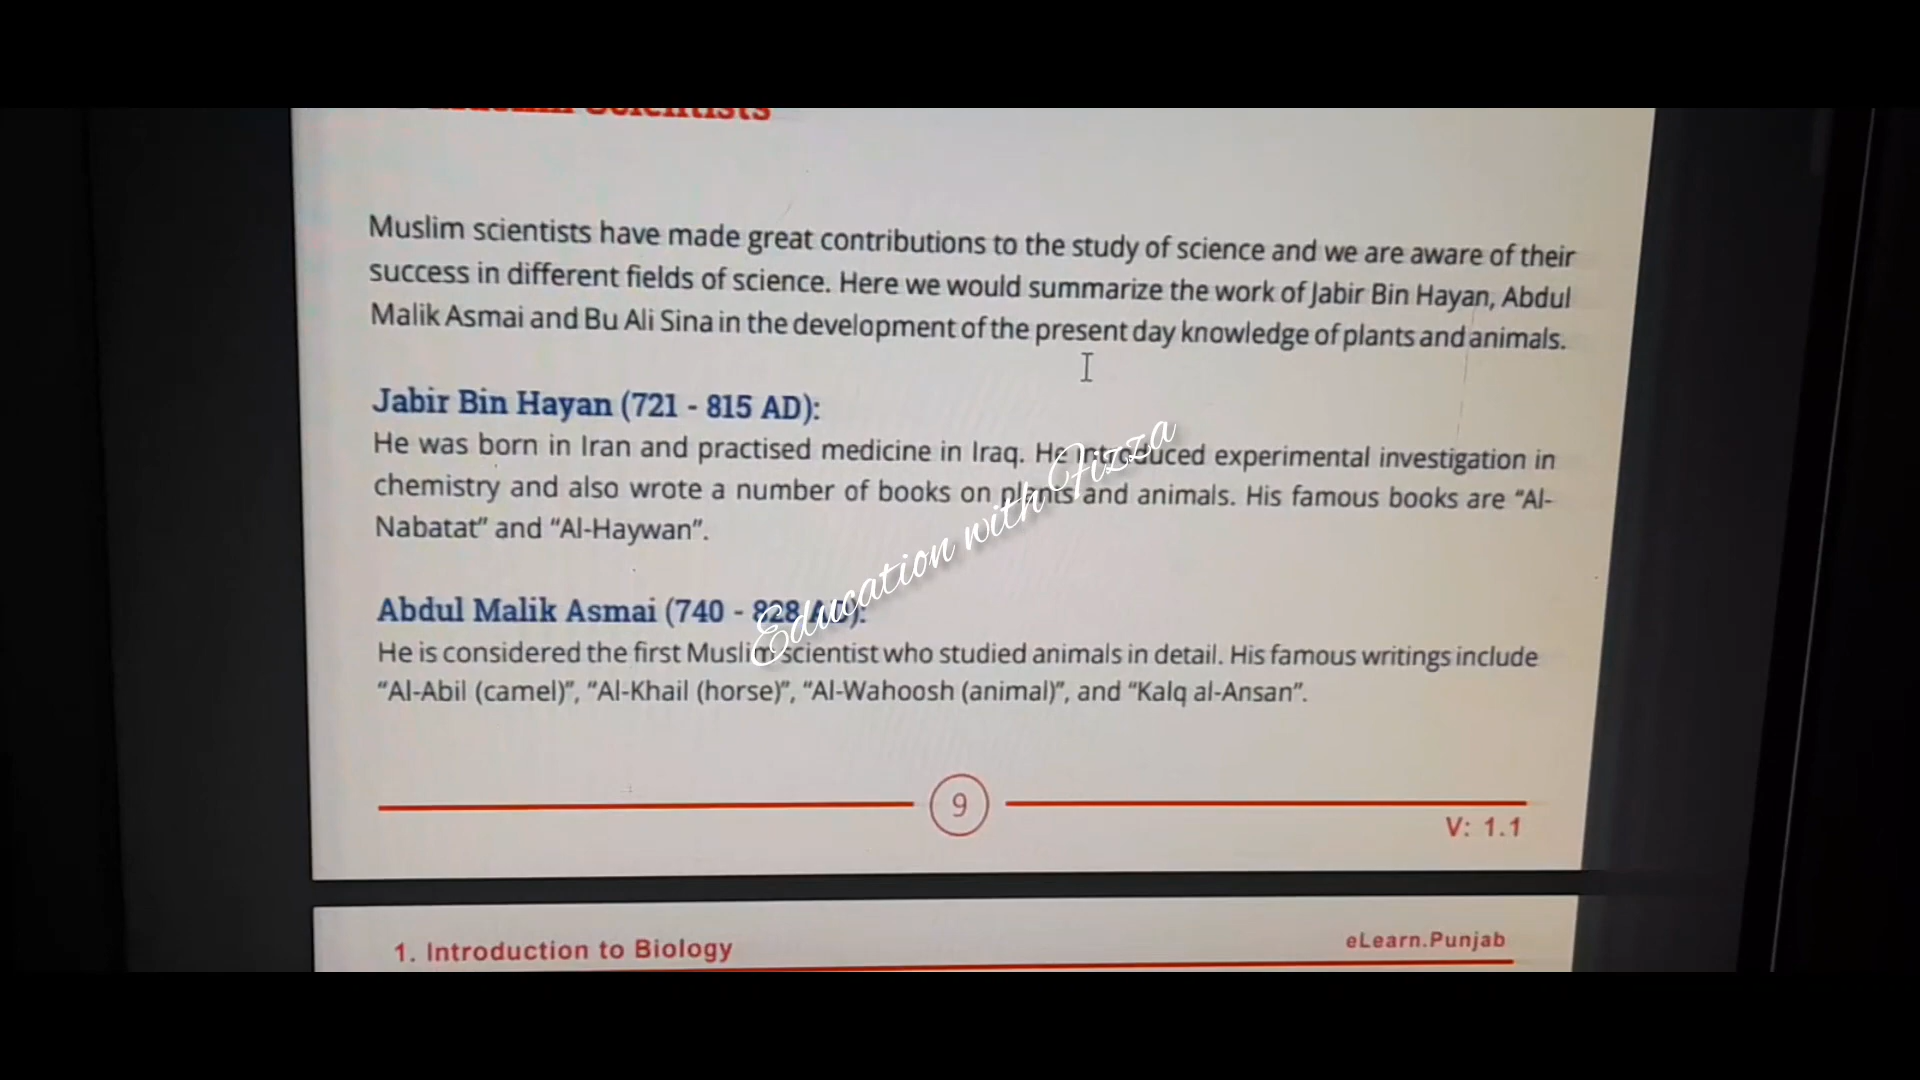 Scientists
Muslim scientists have made great contributions to the study of science and we are aware of their
success in different fields of science. Here we would summarize the work of Jabir Bin Hayan, Abdul
Malik Asmai and Bu Ali Sina in the development of the present day knowledge of plants and animals.
Jabir Bin Hayan (721 - 815 AD):
He was born in Iran and practised medicine in Iraq. He introduced experimental investigation in
chemistry and also wrote a number of books on plants and animals. His famous books are “Al-
Nabatat” and “Al-Haywan”.
Abdul Malik Asmai (740 - 828 AD):
He is considered the first Muslim scientist who studied animals in detail. His famous writings include
“Al-Abil (camel)”, “Al-Khail (horse)”, “Al-Wahoosh (animal)”, and “Kalq al-Ansan”.
Education with Fizza
9
V: 1.1
1. Introduction to Biology
eLearn.Punjab